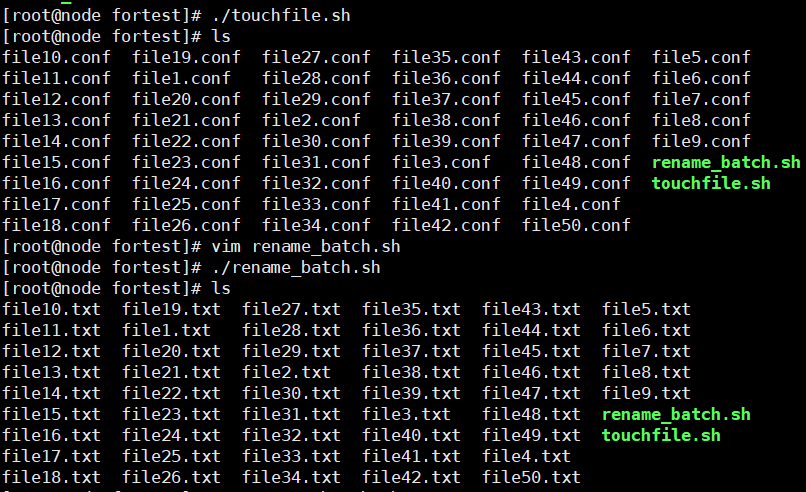 [root@node fortest]# ./touchfile.sh
[root@node fortest]# ls
file10.conf  file19.conf  file27.conf  file35.conf  file43.conf  file5.conf
file11.conf  file1.conf   file28.conf  file36.conf  file44.conf  file6.conf
file12.conf  file20.conf  file29.conf  file37.conf  file45.conf  file7.conf
file13.conf  file21.conf  file2.conf   file38.conf  file46.conf  file8.conf
file14.conf  file22.conf  file30.conf  file39.conf  file47.conf  file9.conf
file15.conf  file23.conf  file31.conf  file3.conf   file48.conf  rename_batch.sh
file16.conf  file24.conf  file32.conf  file40.conf  file49.conf  touchfile.sh
file17.conf  file25.conf  file33.conf  file41.conf  file4.conf
file18.conf  file26.conf  file34.conf  file42.conf  file50.conf
[root@node fortest]# vim rename_batch.sh
[root@node fortest]# ./rename_batch.sh
[root@node fortest]# ls
file10.txt  file19.txt  file27.txt  file35.txt  file43.txt  file5.txt
file11.txt  file1.txt   file28.txt  file36.txt  file44.txt  file6.txt
file12.txt  file20.txt  file29.txt  file37.txt  file45.txt  file7.txt
file13.txt  file21.txt  file2.txt   file38.txt  file46.txt  file8.txt
file14.txt  file22.txt  file30.txt  file39.txt  file47.txt  file9.txt
file15.txt  file23.txt  file31.txt  file3.txt   file48.txt  rename_batch.sh
file16.txt  file24.txt  file32.txt  file40.txt  file49.txt  touchfile.sh
file17.txt  file25.txt  file33.txt  file41.txt  file4.txt
file18.txt  file26.txt  file34.txt  file42.txt  file50.txt